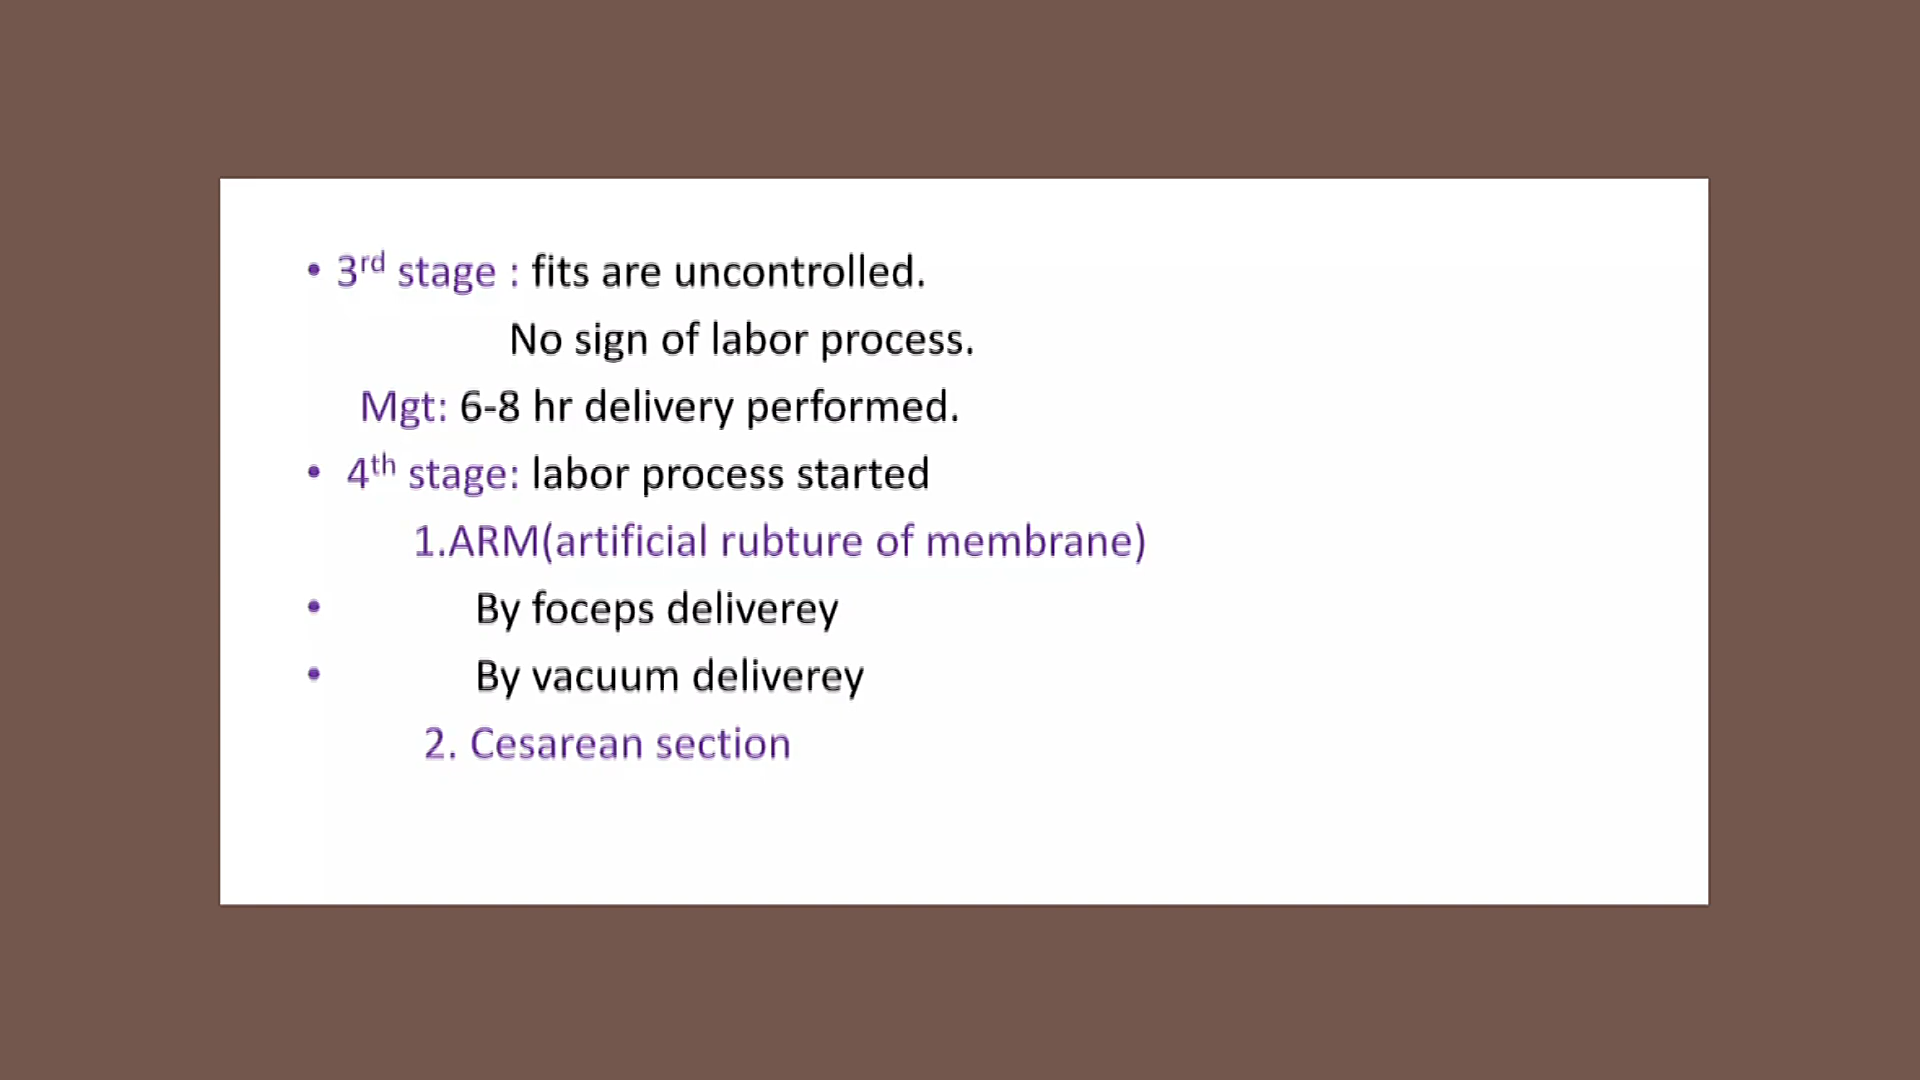 • 3rd stage : fits are uncontrolled.
No sign of labor process.
Mgt: 6-8 hr delivery performed.
• 4th stage: labor process started
1.ARM(artificial rubture of membrane)
• By foceps deliverey
• By vacuum deliverey
2. Cesarean section